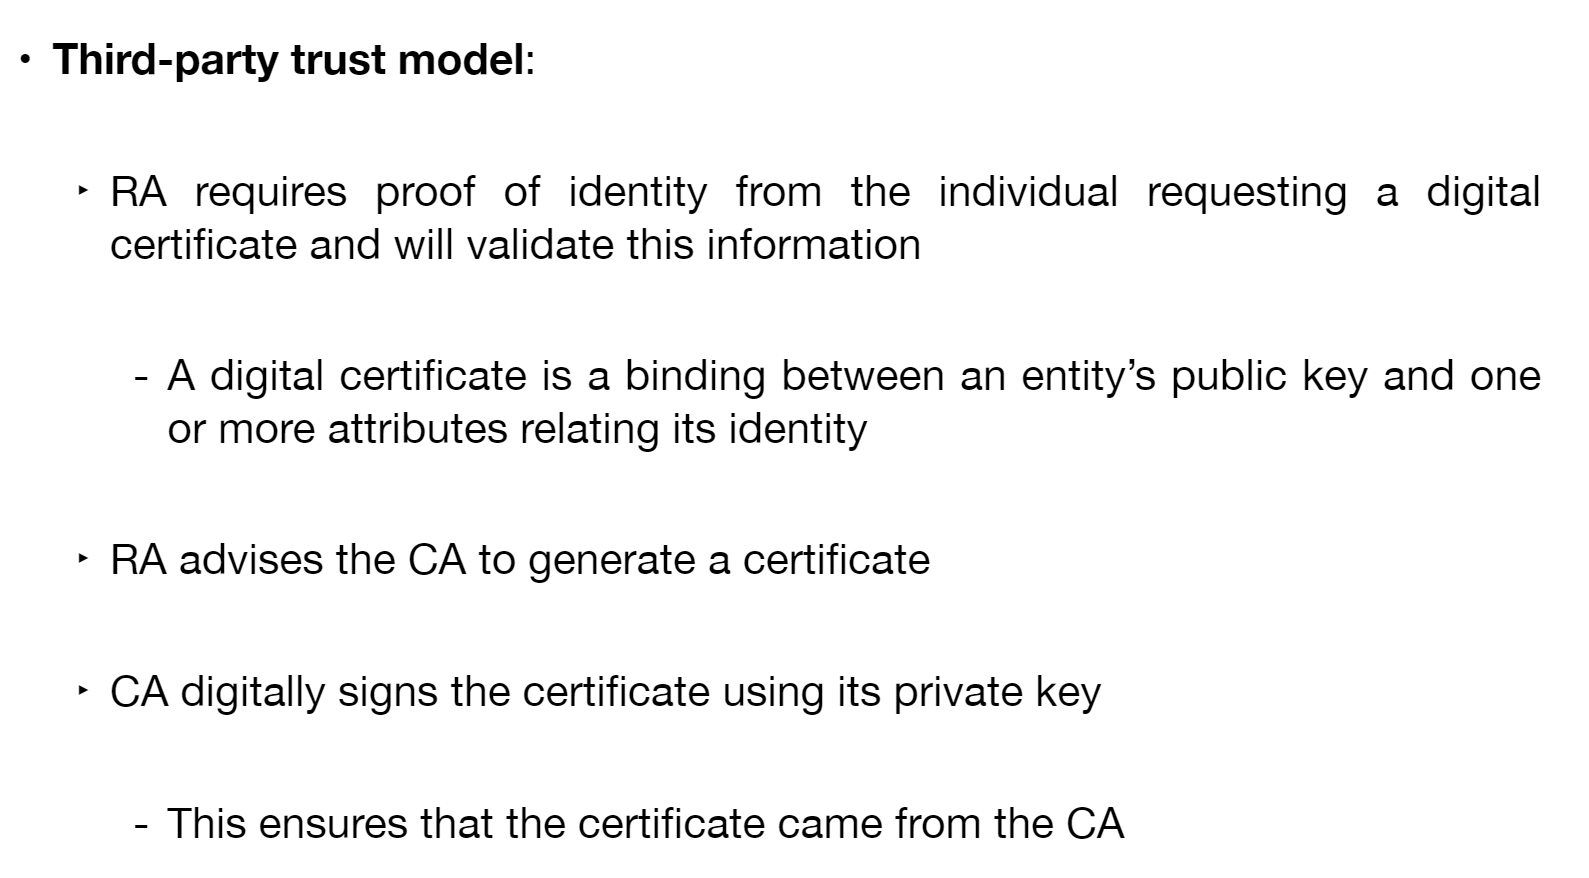 • Third-party trust model:
‣ RA requires proof of identity from the individual requesting a digital
certificate and will validate this information
- A digital certificate is a binding between an entity’s public key and one
or more attributes relating its identity
‣ RA advises the CA to generate a certificate
‣ CA digitally signs the certificate using its private key
- This ensures that the certificate came from the CA